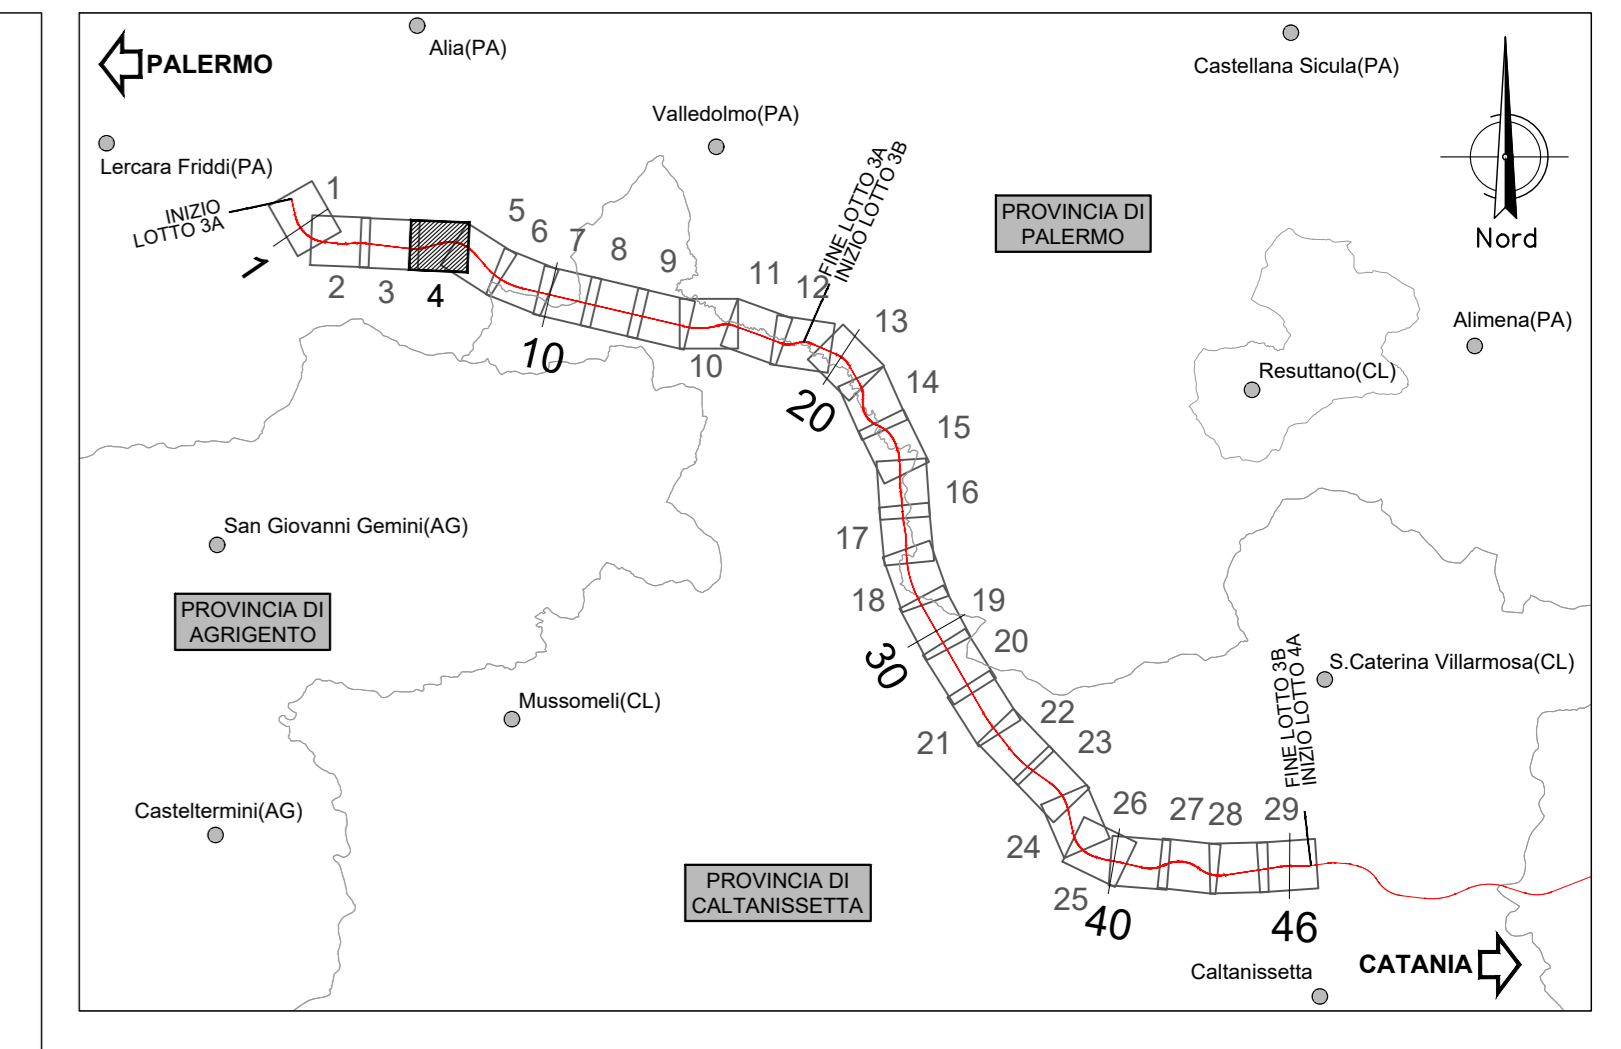 PALERMO
Alia(PA)
Castellana Sicula(PA)
Valledolmo(PA)
Lercara Friddi(PA)
Nord
INIZIO
LOTTO 3A
FINE LOTTO 3A
INIZIO LOTTO 3B
PROVINCIA DI
PALERMO
1
2
3
4
5
6
7
8
9
10
11
12
13
14
15
16
17
18
19
20
21
22
23
24
25
26
27
28
29
1
10
20
30
40
46
Alimena(PA)
Resuttano(CL)
San Giovanni Gemini(AG)
PROVINCIA DI
AGRIGENTO
Mussomeli(CL)
S.Caterina Villarmosa(CL)
FINE LOTTO 3B
INIZIO LOTTO 4A
Casteltermini(AG)
PROVINCIA DI
CALTANISSETTA
Caltanissetta
CATANIA